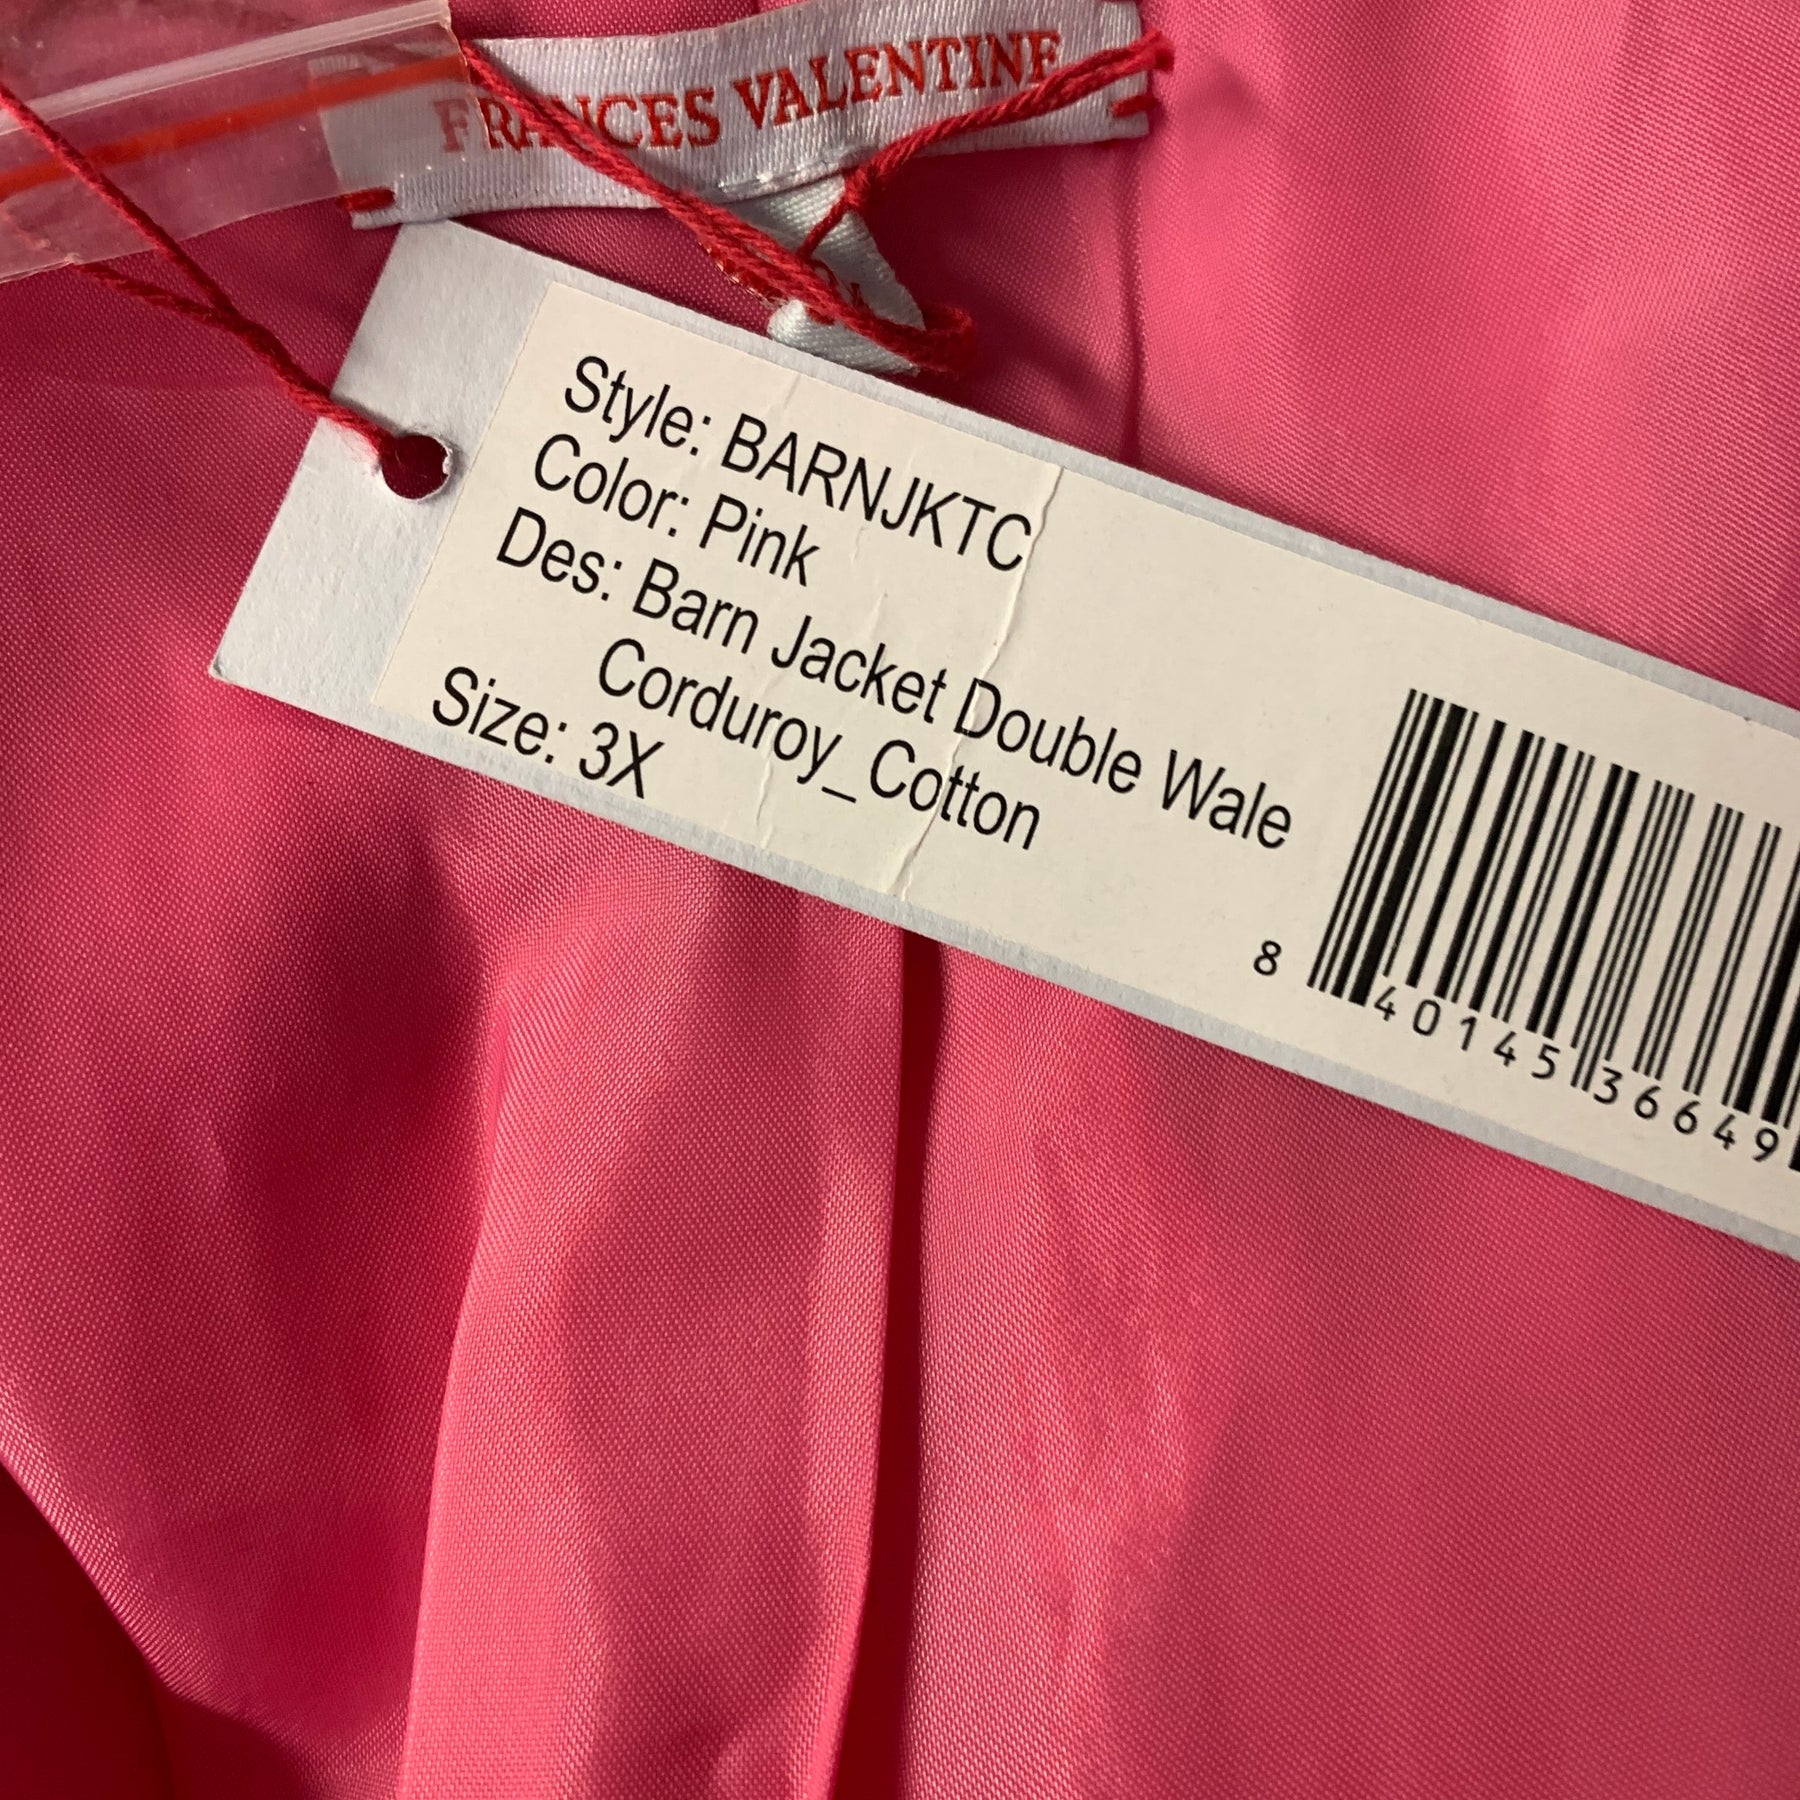 FRANCES VALENTINE
Style: BARNJKTC
Color: Pink
Des: Barn Jacket Double Wale
Corduroy_Cotton
Size: 3X
8 40145 36649